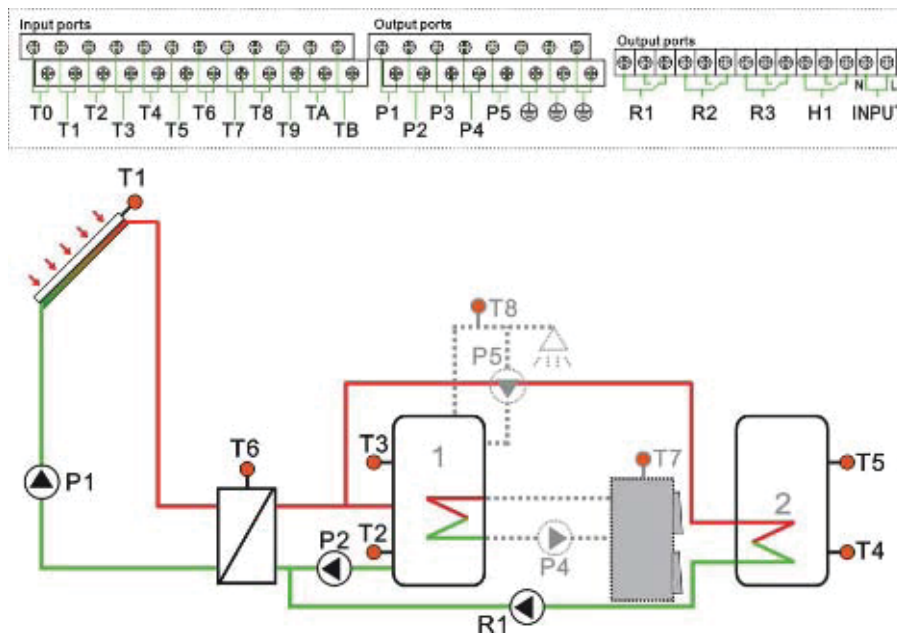 Input ports
Output ports
Output ports
T0 T2 T4 T6 T8 TA
T1 T3 T5 T7 T9 TB
P1 P3 P5
P2 P4
R1 R2 R3 H1 INPUT
N L
T1
T8
P5
T6
T3
1
T7
T5
P1
2
P2
T2
P4
T4
R1